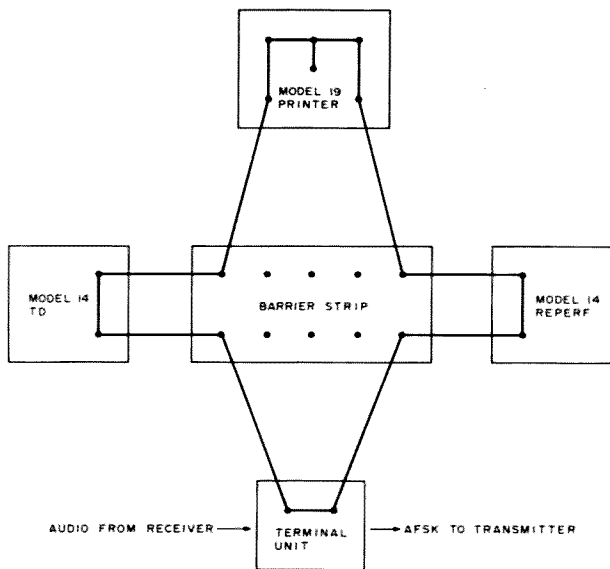 MODEL 19
PRINTER
MODEL 14
TD
BARRIER STRIP
MODEL 14
REPERF
AUDIO FROM RECEIVER
TERMINAL
UNIT
AFSK TO TRANSMITTER